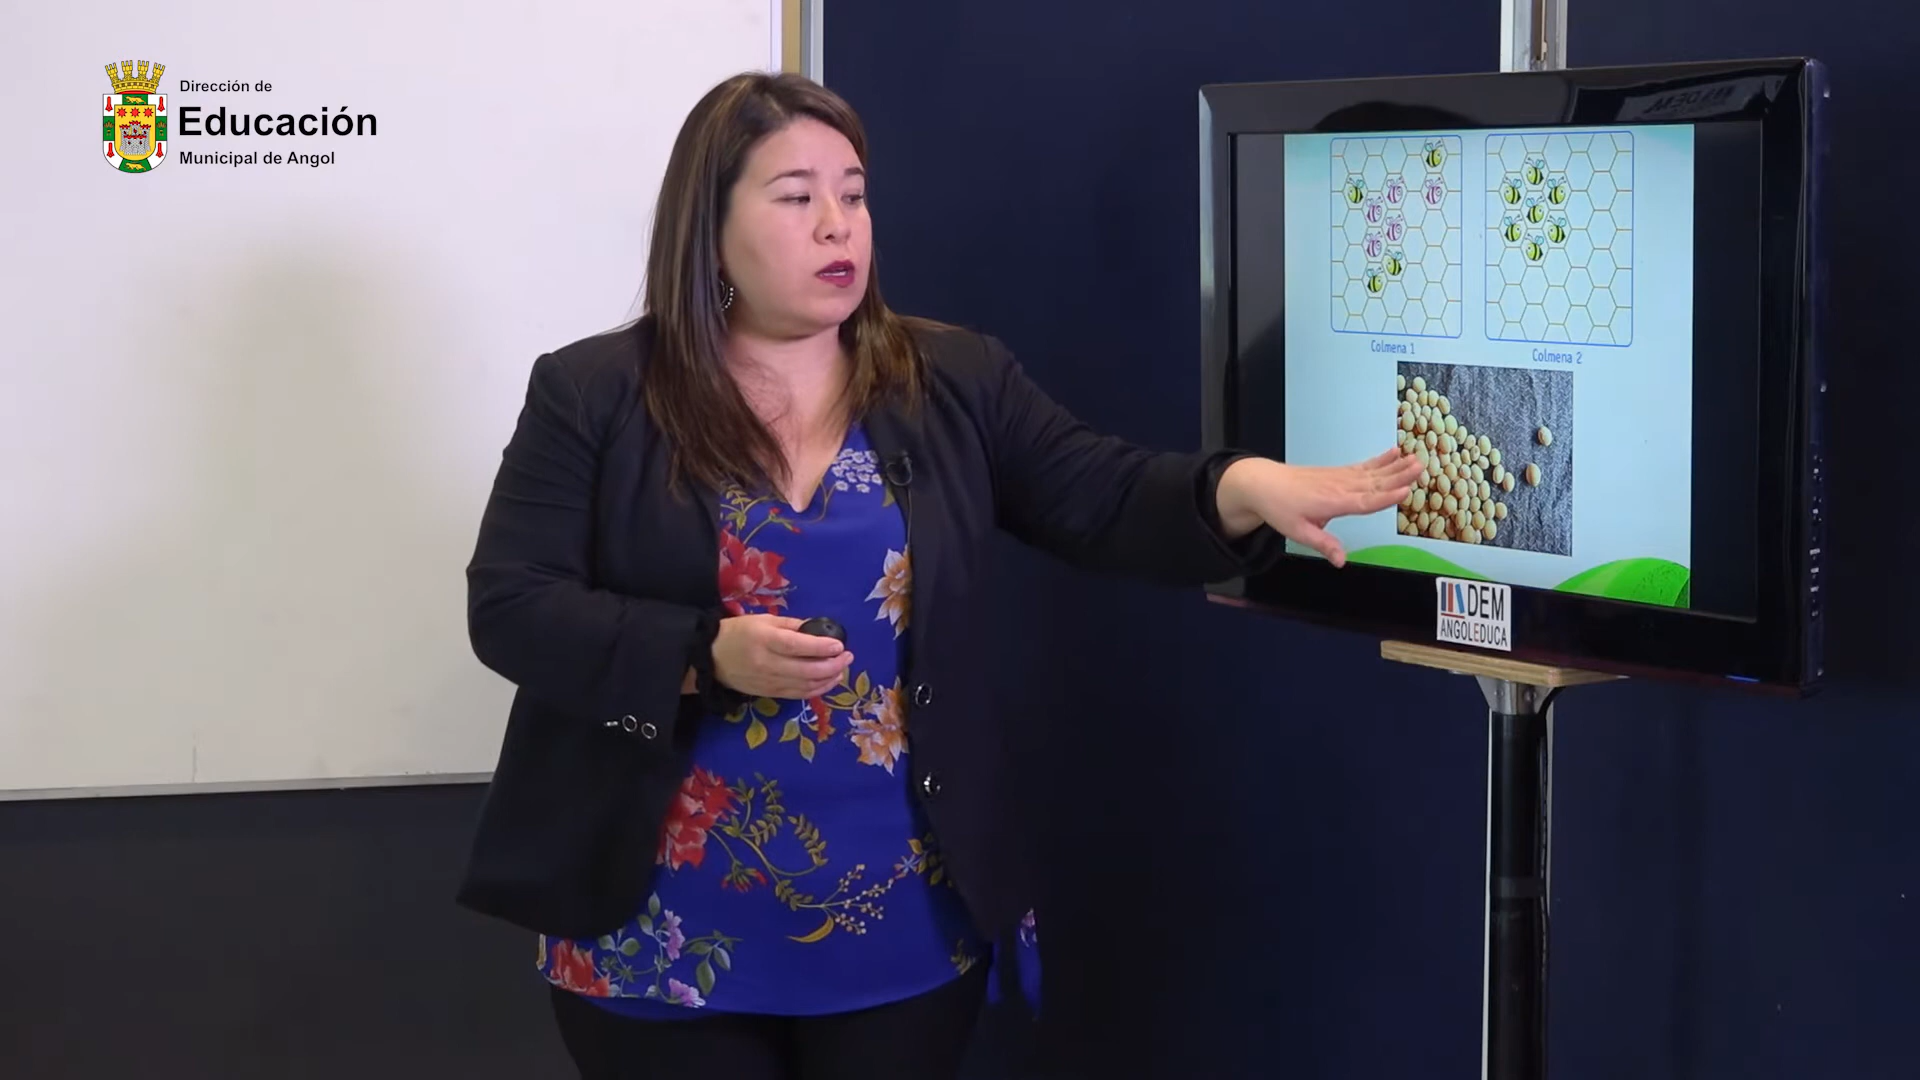 Dirección de
Educación
Municipal de Angol
Colmena 1
Colmena 2
DEM
ANGOLEDUCA